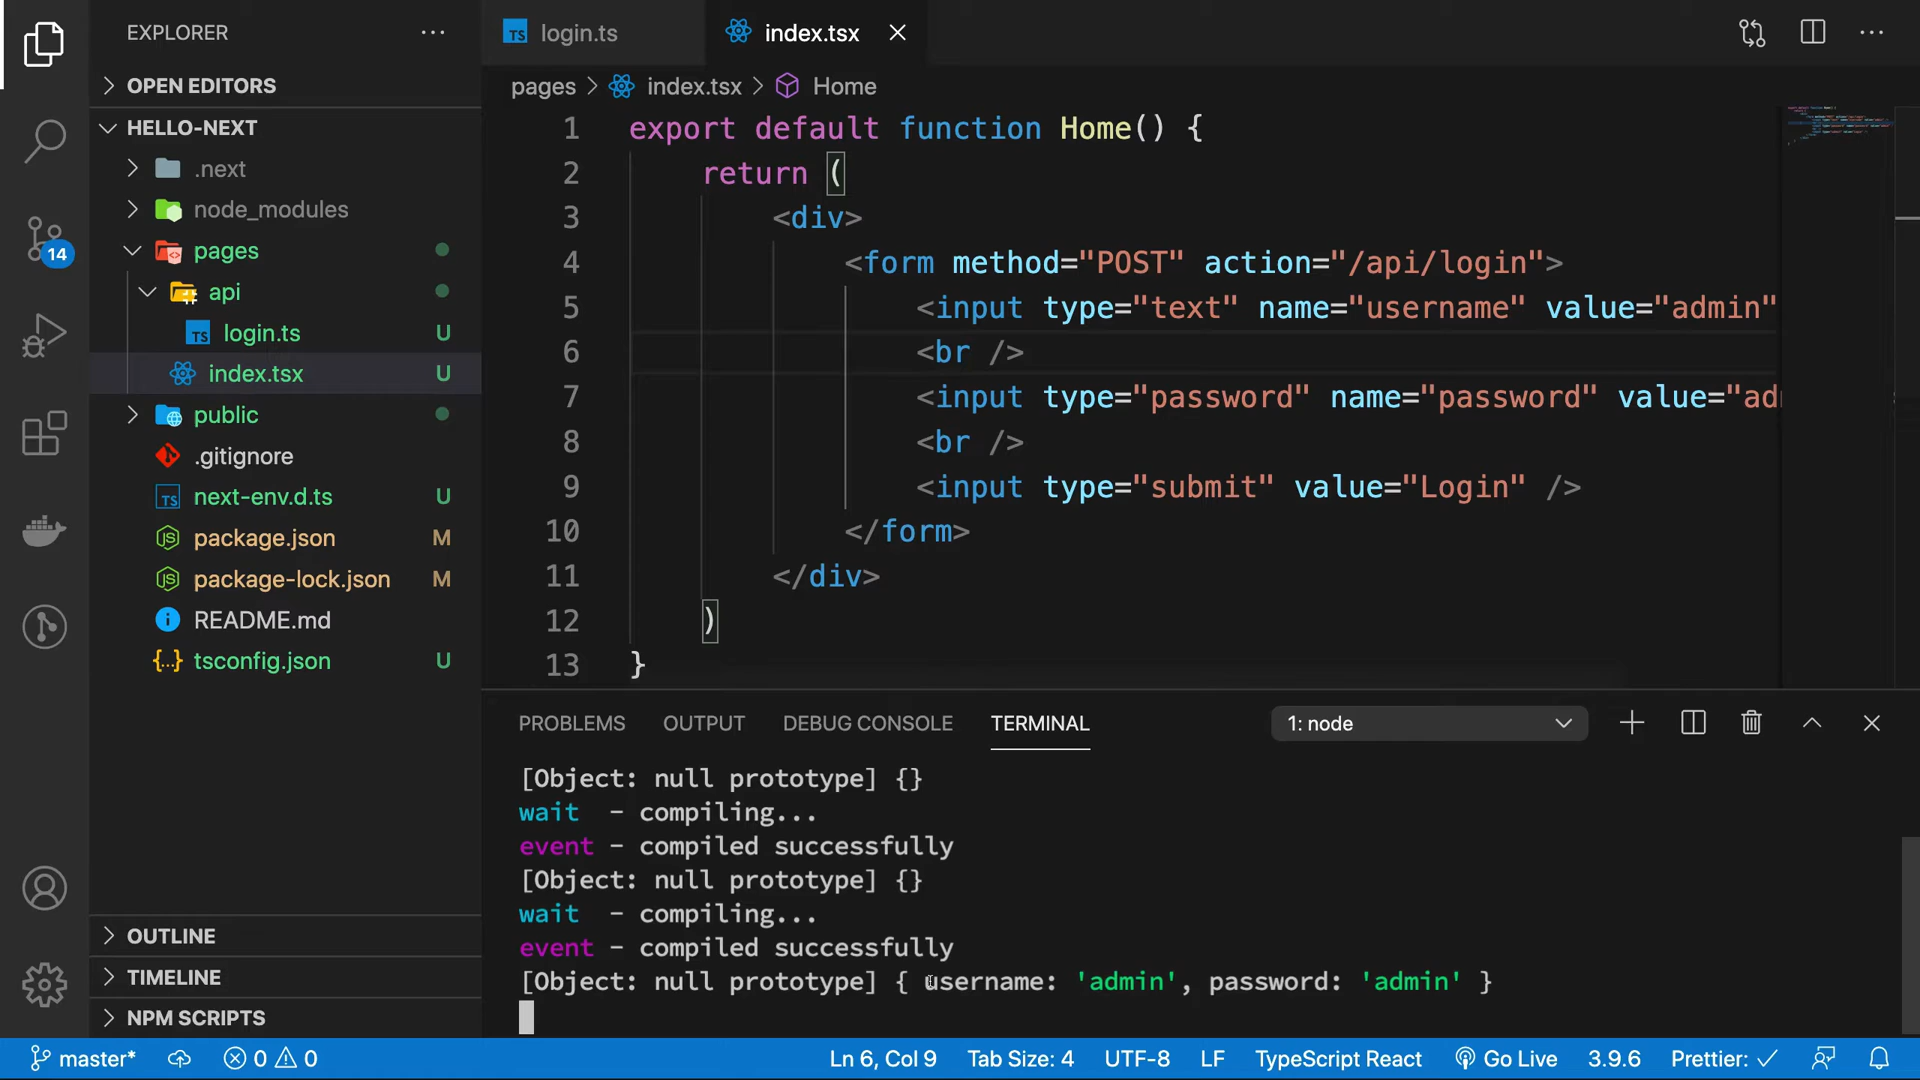 EXPLORER
OPEN EDITORS
HELLO-NEXT
.next
node_modules
pages
api
TS login.ts U
index.tsx U
public
.gitignore
TS next-env.d.ts U
JS package.json M
JS package-lock.json M
README.md
{...} tsconfig.json U
14
OUTLINE
TIMELINE
NPM SCRIPTS
TS login.ts
index.tsx
pages > index.tsx > Home
1 export default function Home() {
2 return (
3 <div>
4 <form method="POST" action="/api/login">
5 <input type="text" name="username" value="admin"
6 <br />
7 <input type="password" name="password" value="ad
8 <br />
9 <input type="submit" value="Login" />
10 </form>
11 </div>
12 )
13 }
PROBLEMS OUTPUT DEBUG CONSOLE TERMINAL 1: node
[Object: null prototype] {}
wait - compiling...
event - compiled successfully
[Object: null prototype] {}
wait - compiling...
event - compiled successfully
[Object: null prototype] { username: 'admin', password: 'admin' }
master* 0 0 Ln 6, Col 9 Tab Size: 4 UTF-8 LF TypeScript React Go Live 3.9.6 Prettier: ✓